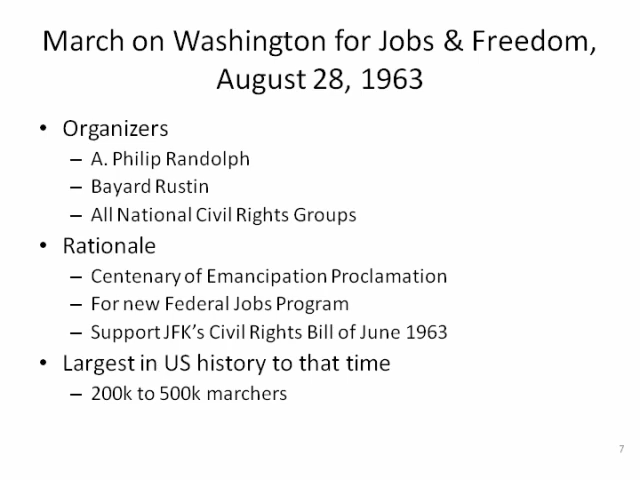 March on Washington for Jobs & Freedom,
August 28, 1963
• Organizers
– A. Philip Randolph
– Bayard Rustin
– All National Civil Rights Groups
• Rationale
– Centenary of Emancipation Proclamation
– For new Federal Jobs Program
– Support JFK's Civil Rights Bill of June 1963
• Largest in US history to that time
– 200k to 500k marchers
7